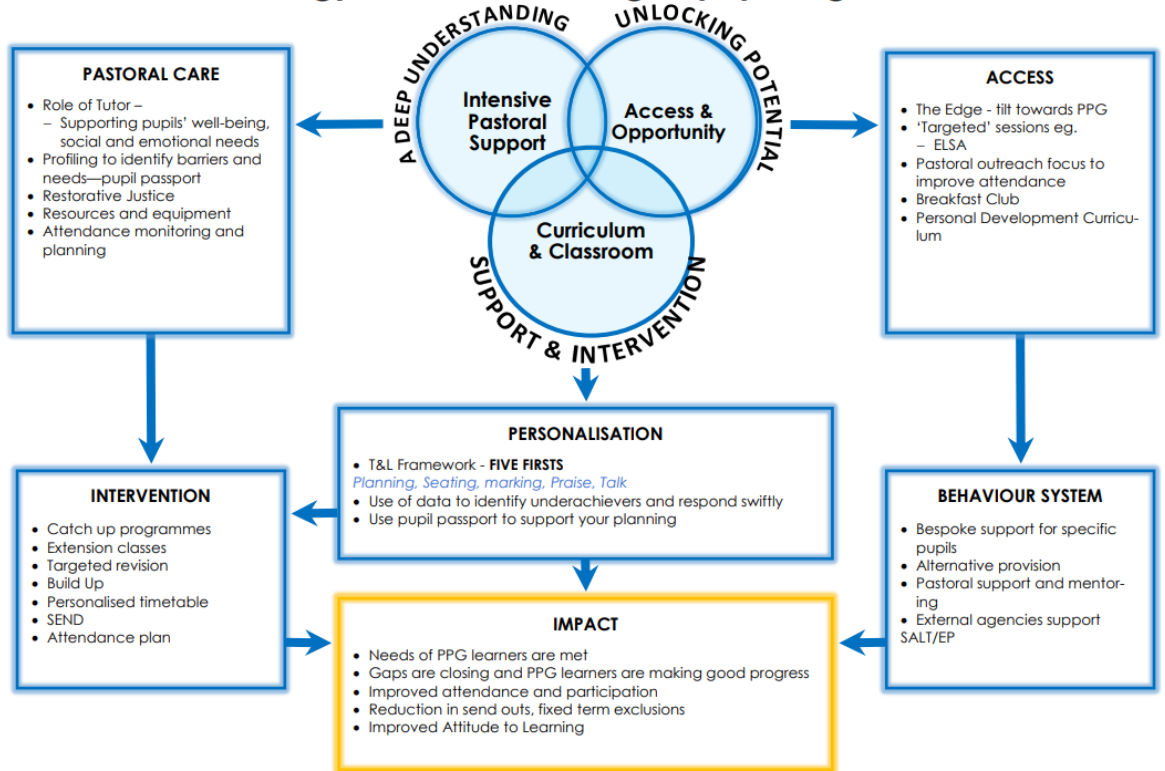 A DEEP UNDERSTANDING
UNLOCKING POTENTIAL
Intensive
Pastoral
Support
Access &
Opportunity
Curriculum
& Classroom
SUPPORT & INTERVENTION
PASTORAL CARE
• Role of Tutor –
– Supporting pupils' well-being,
social and emotional needs
• Profiling to identify barriers and
needs—pupil passport
• Restorative Justice
• Resources and equipment
• Attendance monitoring and
planning
ACCESS
• The Edge - tilt towards PPG
• 'Targeted' sessions eg.
– ELSA
• Pastoral outreach focus to
improve attendance
• Breakfast Club
• Personal Development Curricu-
lum
PERSONALISATION
• T&L Framework - FIVE FIRSTS
Planning, Seating, marking, Praise, Talk
• Use of data to identify underachievers and respond swiftly
• Use pupil passport to support your planning
INTERVENTION
• Catch up programmes
• Extension classes
• Targeted revision
• Build Up
• Personalised timetable
• SEND
• Attendance plan
BEHAVIOUR SYSTEM
• Bespoke support for specific
pupils
• Alternative provision
• Pastoral support and mentor-
ing
• External agencies support
SALT/EP
IMPACT
• Needs of PPG learners are met
• Gaps are closing and PPG learners are making good progress
• Improved attendance and participation
• Reduction in send outs, fixed term exclusions
• Improved Attitude to Learning